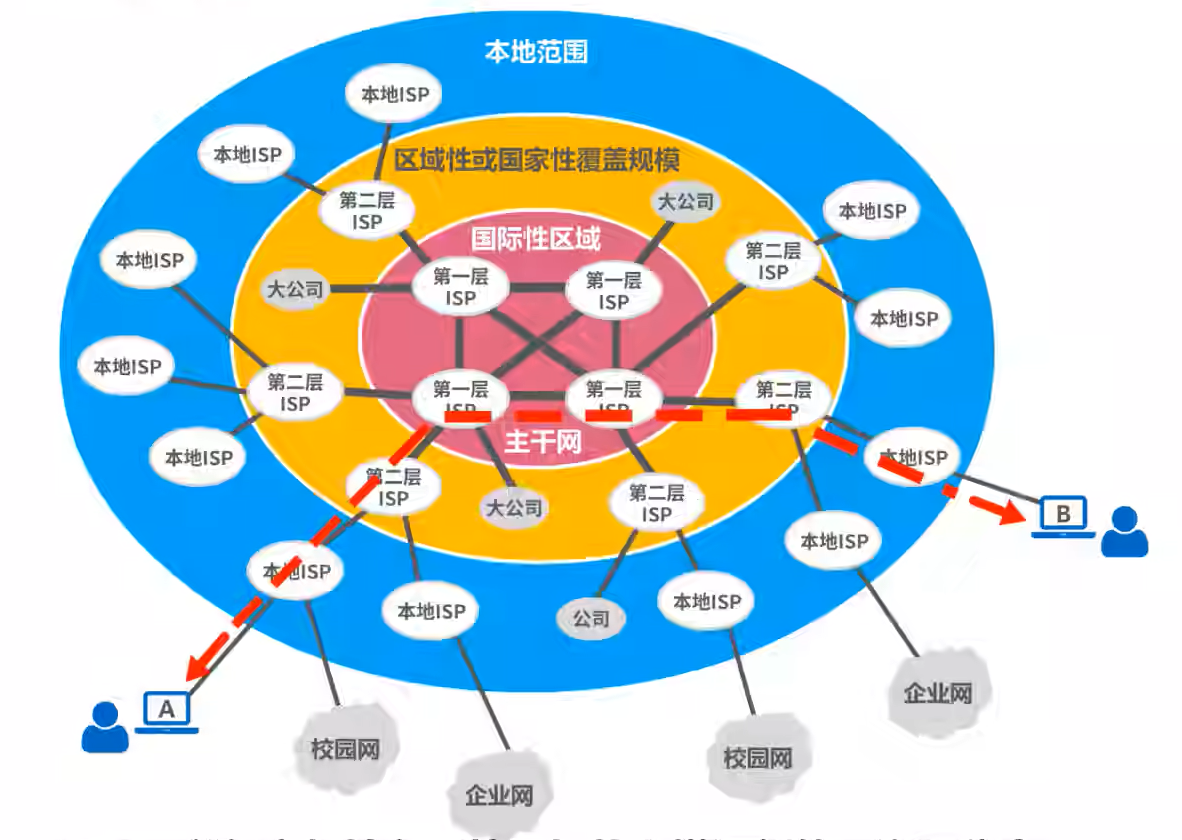 本地范围
本地ISP
本地ISP
区域性或国家性覆盖规模
第二层
ISP
大公司
本地ISP
国际性区域
第二层
ISP
本地ISP
大公司
第一层
ISP
第一层
ISP
本地ISP
本地ISP
第二层
ISP
第一层
ISP
第一层
ISP
第二层
ISP
主干网
本地ISP
本地ISP
第二层
ISP
大公司
第二层
ISP
B
本地ISP
本地ISP
本地ISP
公司
本地ISP
A
企业网
校园网
校园网
企业网